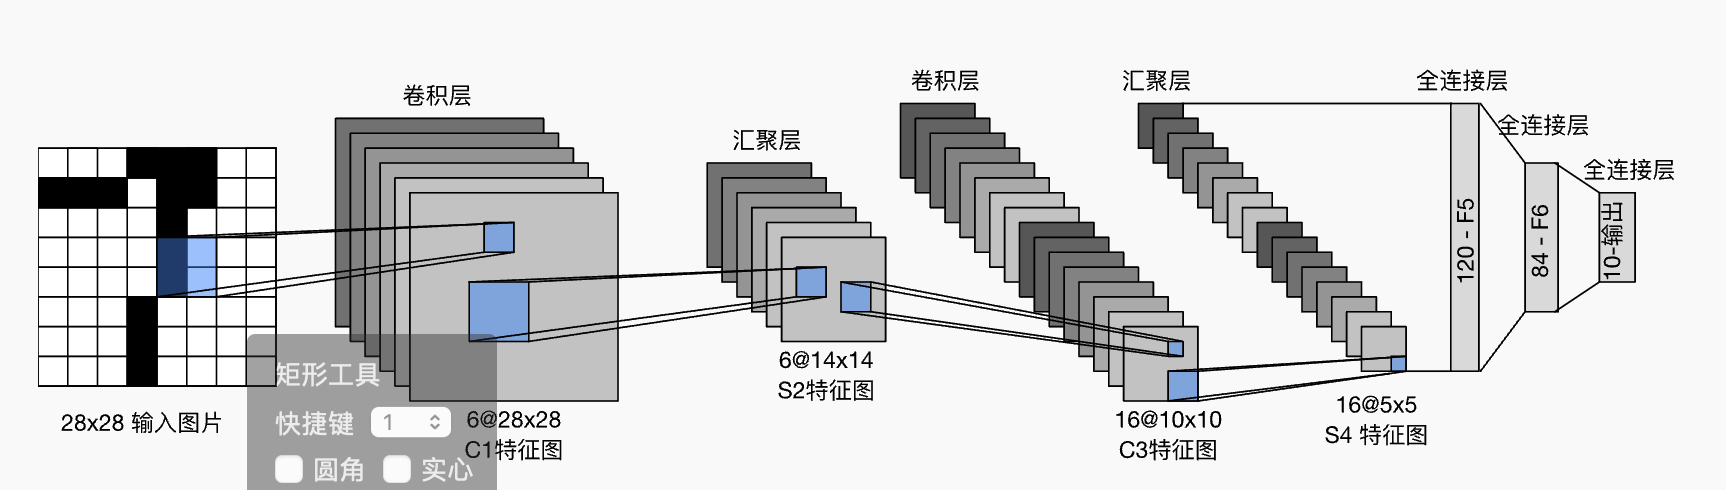 卷积层
汇聚层
卷积层
汇聚层
全连接层
全连接层
全连接层
120 - F5
84 - F6
10-输出
28x28 输入图片
6@28x28
C1特征图
6@14x14
S2特征图
16@10x10
C3特征图
16@5x5
S4 特征图
矩形工具
快捷键 1
圆角 实心